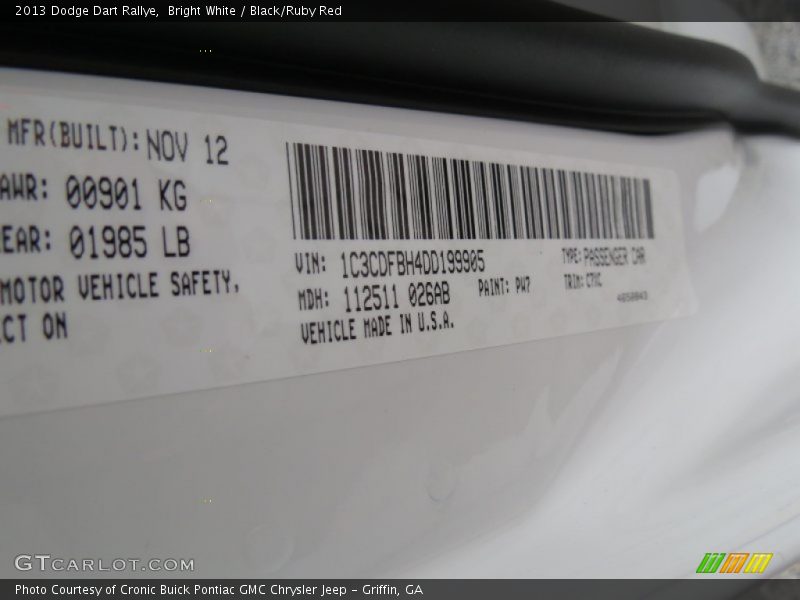 2013 Dodge Dart Rallye, Bright White / Black/Ruby Red
MFR(BUILT): NOV 12
AWR: 00901 KG
EAR: 01985 LB
MOTOR VEHICLE SAFETY,
CT ON
VIN: 1C3CDFBH4DD199905
TYPE: PASSENGER CAR
MDH: 112511 026AB
PAINT: PW7
TRIM:
VEHICLE MADE IN U.S.A.
GTCARLOT.COM
Photo Courtesy of Cronic Buick Pontiac GMC Chrysler Jeep - Griffin, GA